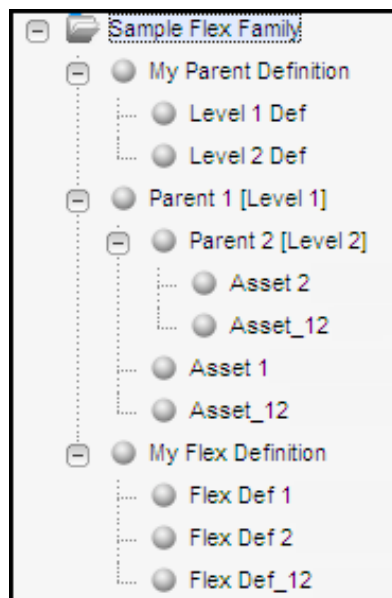 Sample Flex Family
My Parent Definition
Level 1 Def
Level 2 Def
Parent 1 [Level 1]
Parent 2 [Level 2]
Asset 2
Asset_12
Asset 1
Asset_12
My Flex Definition
Flex Def 1
Flex Def 2
Flex Def_12